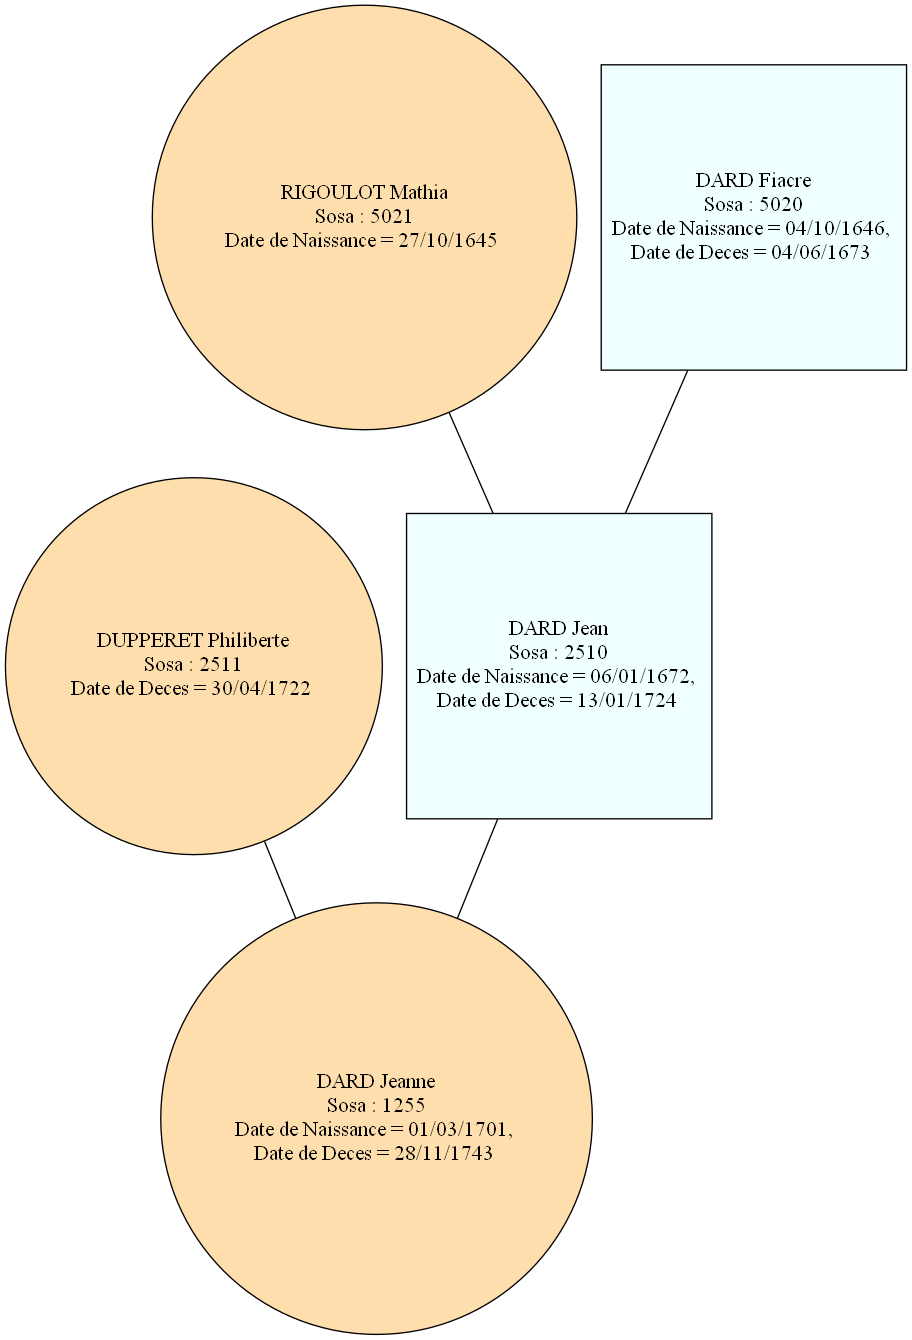 RIGOULOT Mathia
Sosa : 5021
Date de Naissance = 27/10/1645
DARD Fiacre
Sosa : 5020
Date de Naissance = 04/10/1646,
Date de Deces = 04/06/1673
DUPPERET Philiberte
Sosa : 2511
Date de Deces = 30/04/1722
DARD Jean
Sosa : 2510
Date de Naissance = 06/01/1672,
Date de Deces = 13/01/1724
DARD Jeanne
Sosa : 1255
Date de Naissance = 01/03/1701,
Date de Deces = 28/11/1743